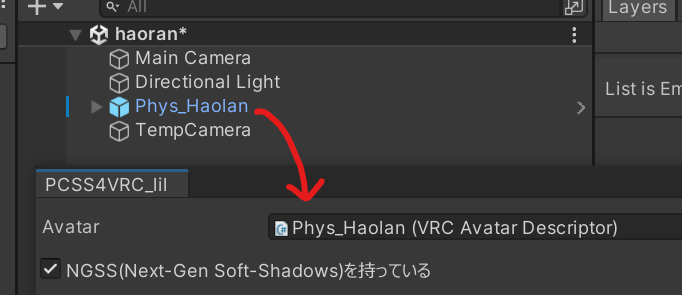 All
Layers
haoran*
Main Camera
Directional Light
Phys_Haolan
TempCamera
List is Em
PCSS4VRC_lil
Avatar
Phys_Haolan (VRC Avatar Descriptor)
NGSS(Next-Gen Soft-Shadows)を持っている